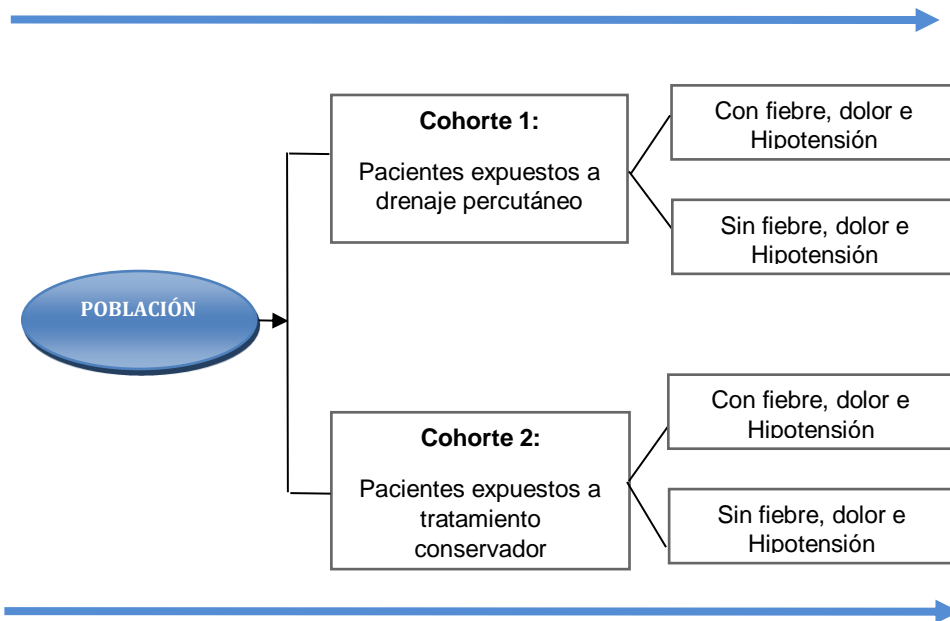 Con fiebre, dolor e
Hipotensión
Cohorte 1:
Pacientes expuestos a
drenaje percutáneo
Sin fiebre, dolor e
Hipotensión
POBLACIÓN
Con fiebre, dolor e
Hipotensión
Cohorte 2:
Pacientes expuestos a
tratamiento
conservador
Sin fiebre, dolor e
Hipotensión